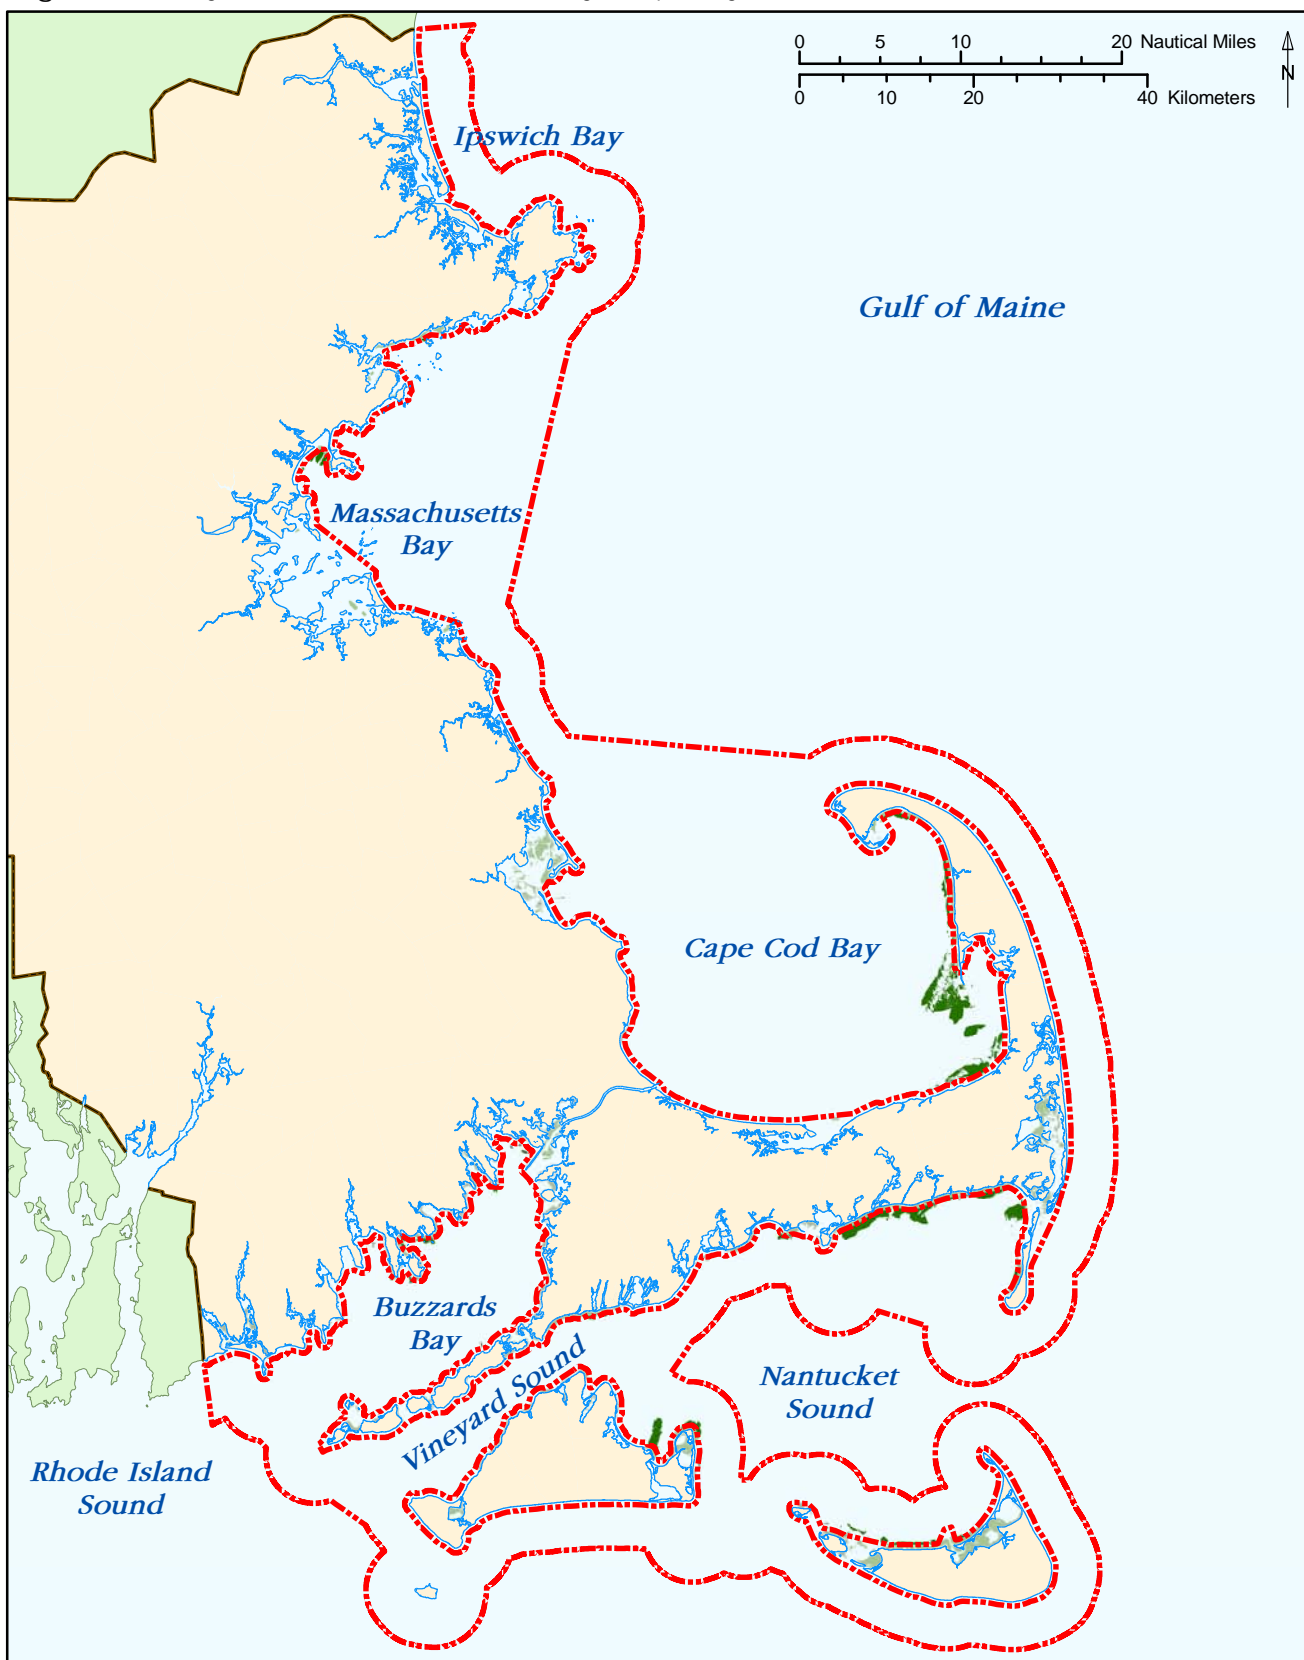 0 5 10 20 Nautical Miles
N
0 10 20 40 Kilometers
Ipswich Bay
Gulf of Maine
Massachusetts
Bay
Cape Cod Bay
Buzzards
Bay
Vineyard Sound
Nantucket
Sound
Rhode Island
Sound